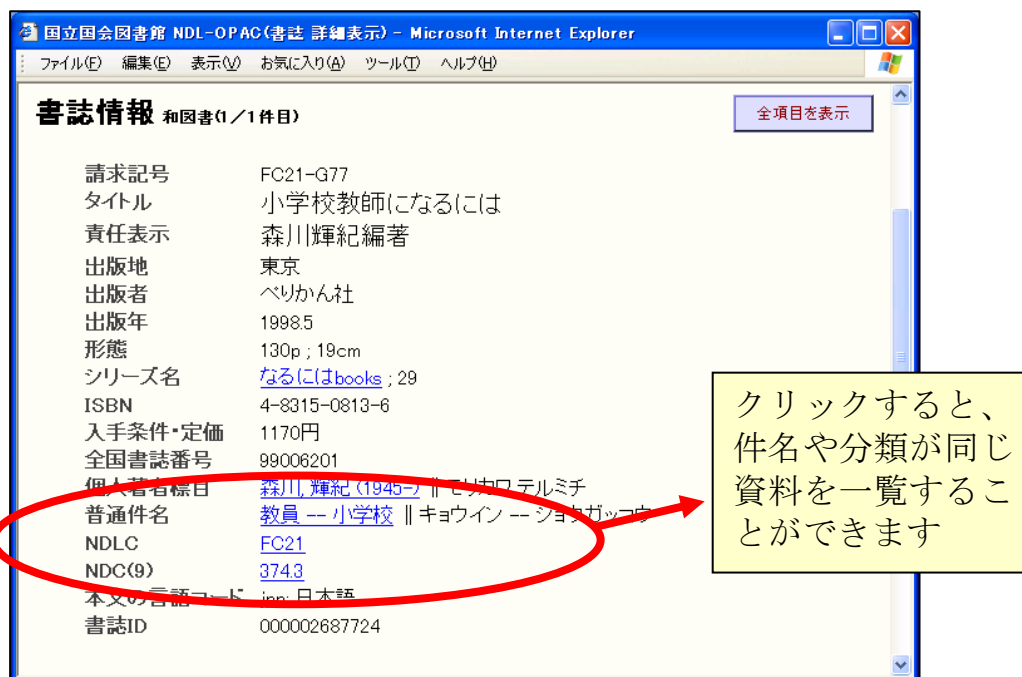 国立国会図書館 NDL-OPAC(書誌 詳細表示) - Microsoft Internet Explorer
ファイル(F) 編集(E) 表示(V) お気に入り(A) ツール(T) ヘルプ(H)
書誌情報 和図書(1/1件目)
全項目を表示
請求記号 FC21-G77
タイトル 小学校教師になるには
責任表示 森川輝紀編著
出版地 東京
出版者 ぺりかん社
出版年 1998.5
形態 130p ; 19cm
シリーズ名 なるにはbooks ; 29
ISBN 4-8315-0813-6
入手条件・定価 1170円
全国書誌番号 99006201
個人著者標目 森川, 輝紀 (1945-) || モリカワ テルミチ
普通件名 教員 -- 小学校 || キョウイン -- ショウガッコウ
NDLC FC21
NDC(9) 374.3
本文の言語コード jpn: 日本語
書誌ID 000002687724
クリックすると、
件名や分類が同じ
資料を一覧するこ
とができます